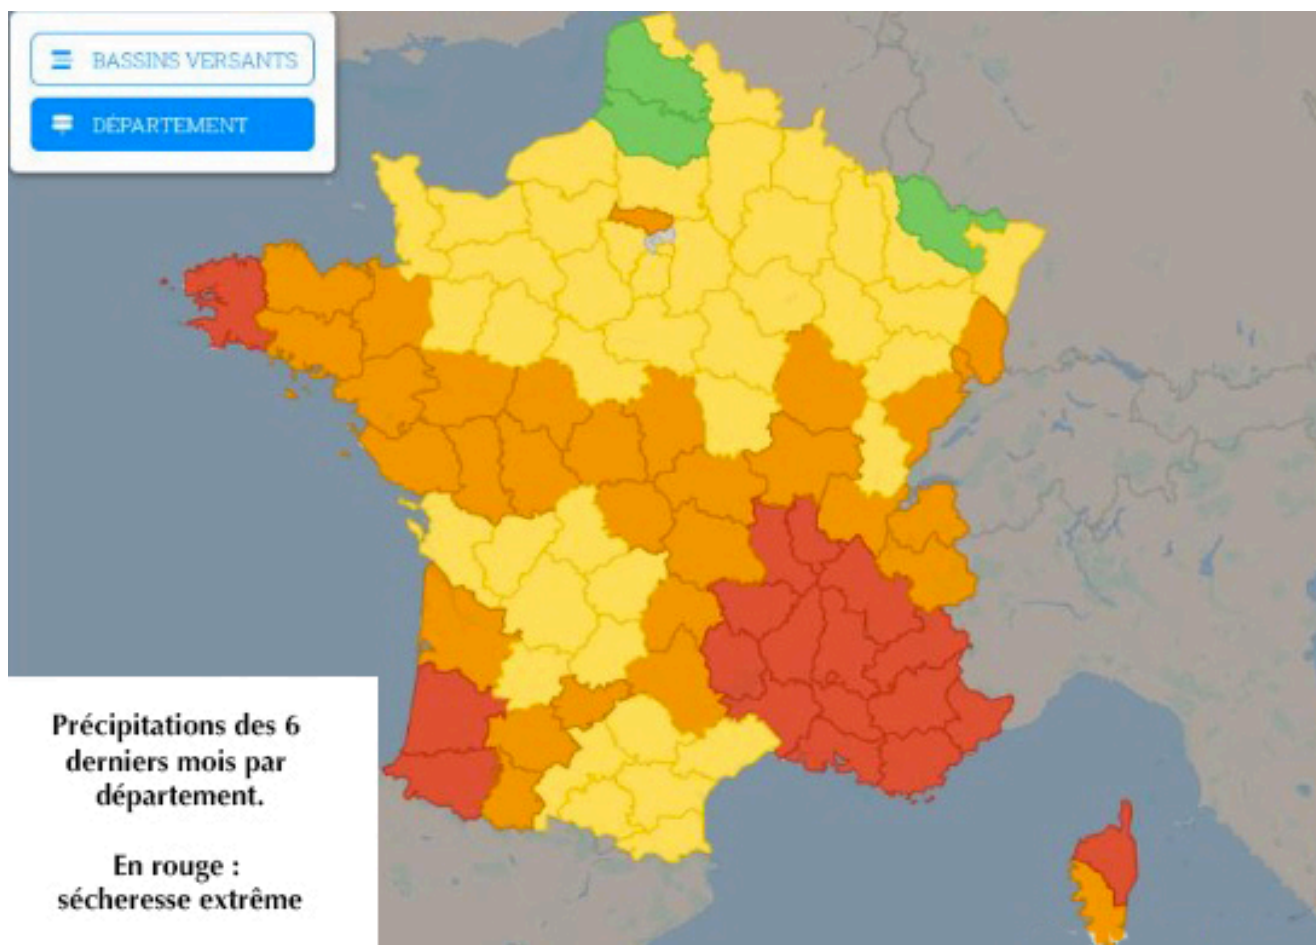 BASSINS VERSANTS
DÉPARTEMENT
Précipitations des 6
derniers mois par
département.
En rouge :
sécheresse extrême